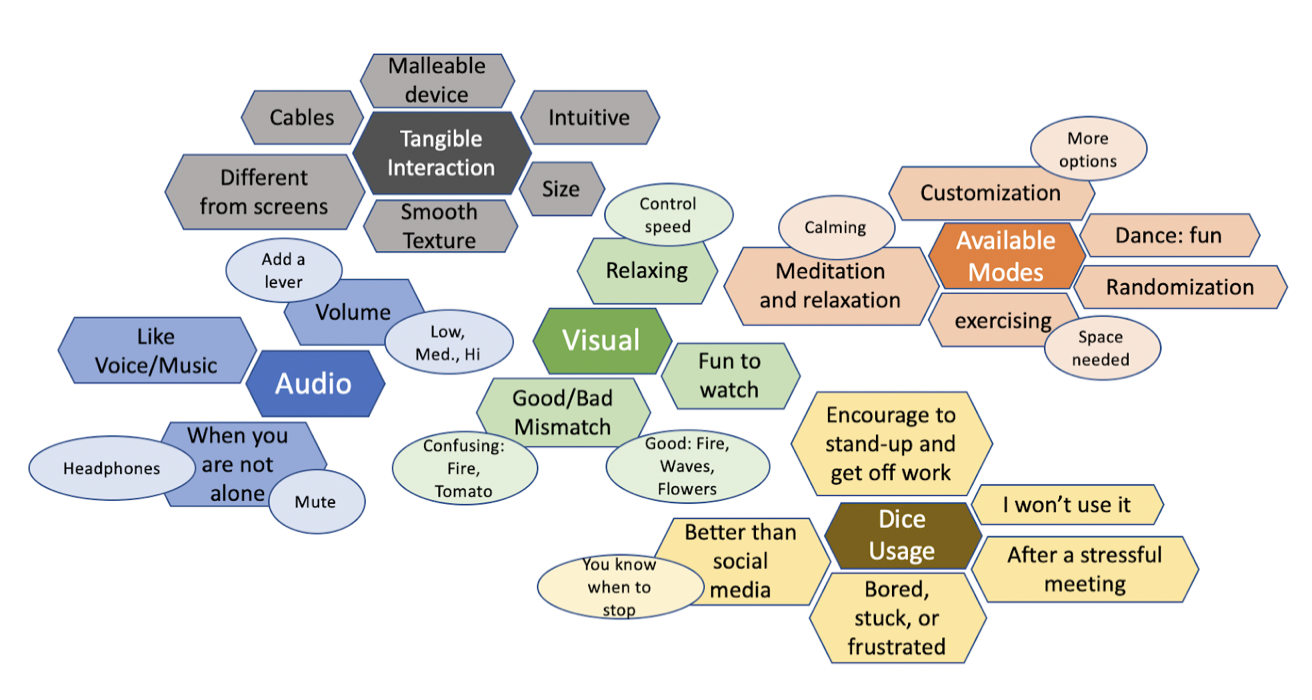 Malleable
device
Cables
Tangible
Interaction
Intuitive
Different
from screens
Size
Smooth
Texture
Add a
lever
Volume
Low,
Med., Hi
Like
Voice/Music
Audio
When you
are not
alone
Headphones
Mute
Control
speed
Relaxing
Visual
Fun to
watch
Good/Bad
Mismatch
Confusing:
Fire,
Tomato
Good: Fire,
Waves,
Flowers
More
options
Customization
Calming
Meditation
and relaxation
Available
Modes
Dance: fun
Randomization
exercising
Space
needed
Encourage to
stand-up and
get off work
Dice
Usage
I won’t use it
After a stressful
meeting
Better than
social
media
You know
when to
stop
Bored,
stuck, or
frustrated